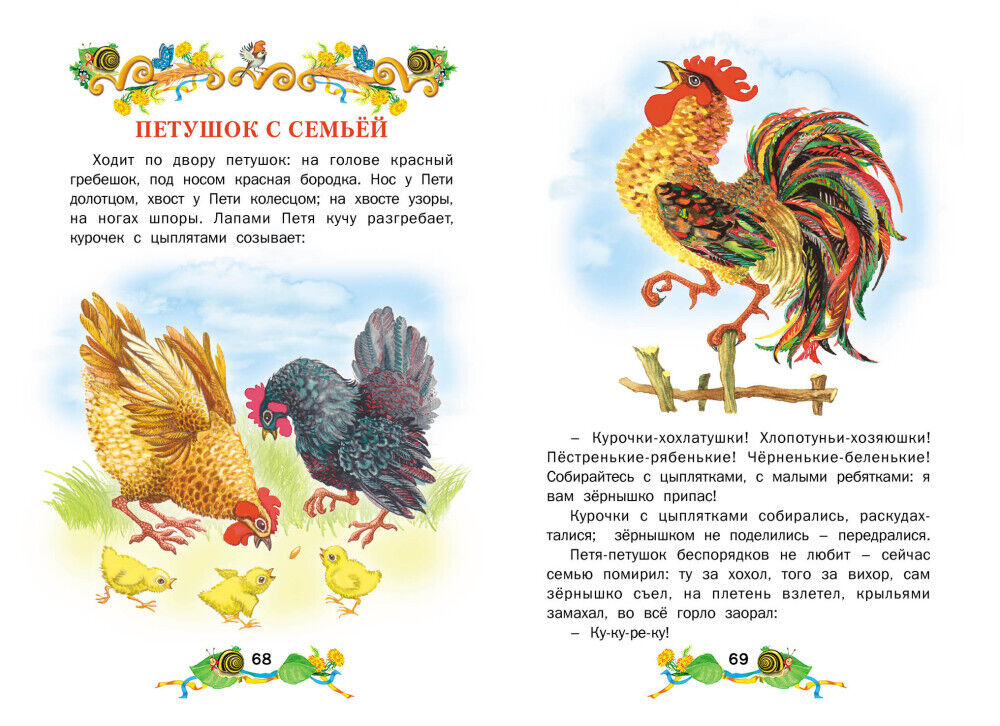 ПЕТУШОК С СЕМЬЁЙ
Ходит по двору петушок: на голове красный
гребешок, под носом красная бородка. Нос у Пети
долотцом, хвост у Пети колесцом; на хвосте узоры,
на ногах шпоры. Лапами Петя кучу разгребает,
курочек с цыплятами созывает:
68
– Курочки-хохлатушки! Хлопотуньи-хозяюшки!
Пёстренькие-рябенькие! Чёрненькие-беленькие!
Собирайтесь с цыплятками, с малыми ребятками: я
вам зёрнышко припас!
Курочки с цыплятками собирались, раскудах-
талися; зёрнышком не поделились – передралися.
Петя-петушок беспорядков не любит – сейчас
семью помирил: ту за хохол, того за вихор, сам
зёрнышко съел, на плетень взлетел, крыльями
замахал, во всё горло заорал:
– Ку-ку-ре-ку!
69